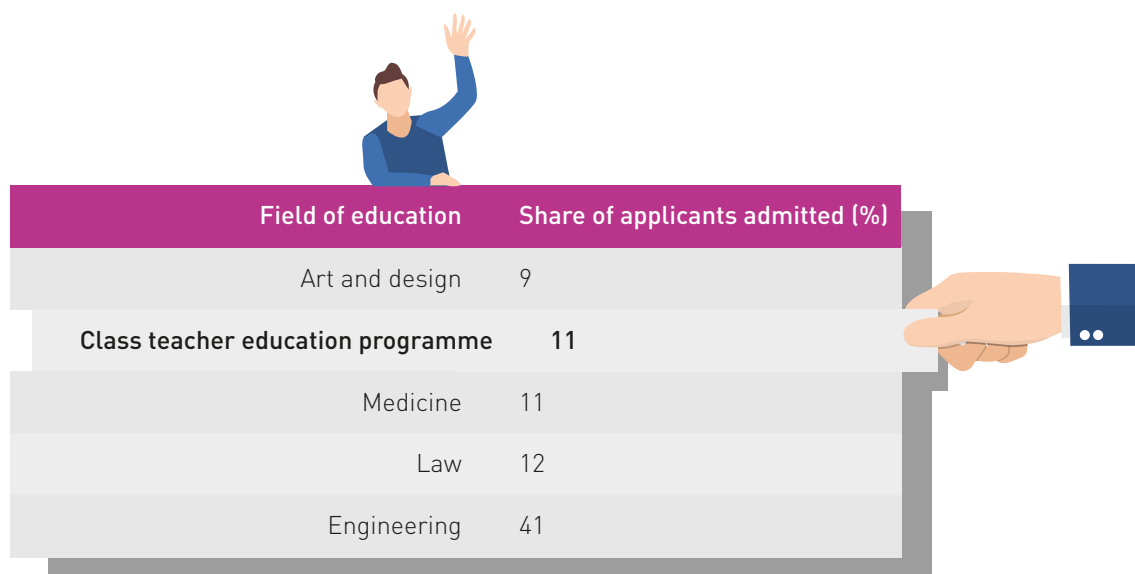 Field of education Share of applicants admitted (%)
Art and design 9
Class teacher education programme 11
Medicine 11
Law 12
Engineering 41